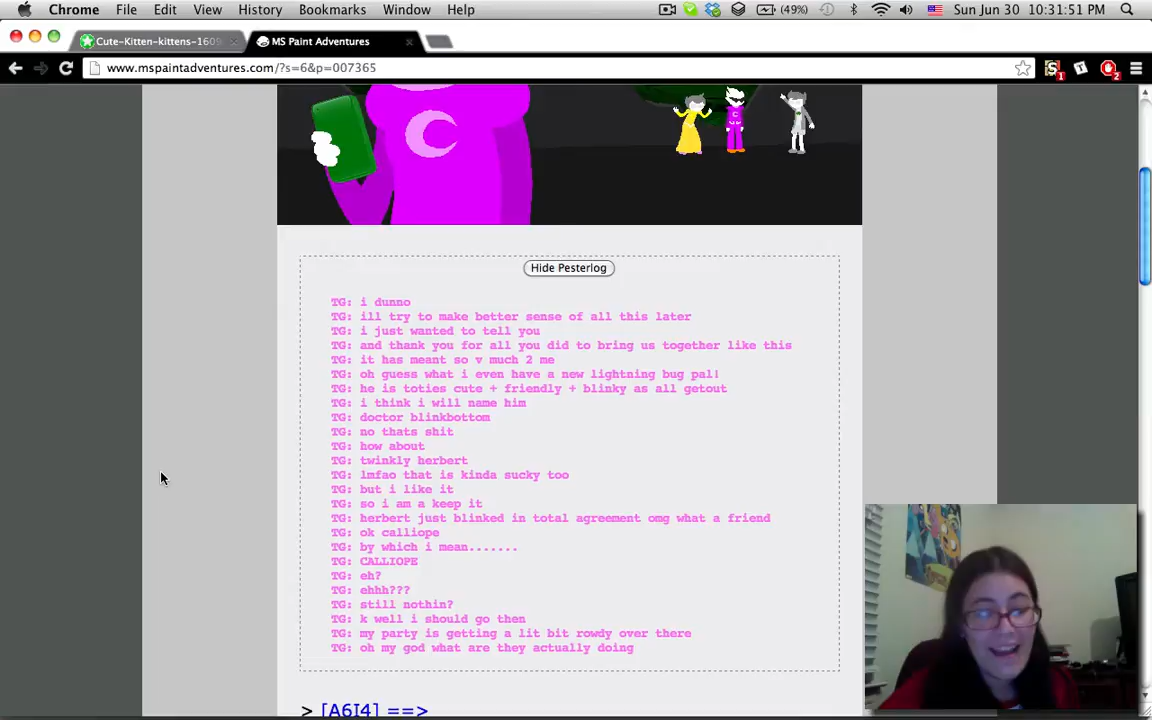 Chrome File Edit View History Bookmarks Window Help (49%) Sun Jun 30 10:31:51 PM
Cute-Kitten-kittens-1609 MS Paint Adventures
www.mspaintadventures.com/?s=6&p=007365
C
Hide Pesterlog
TG: i dunno
TG: ill try to make better sense of all this later
TG: i just wanted to tell you
TG: and thank you for all you did to bring us together like this
TG: it has meant so v much 2 me
TG: oh guess what i even have a new lightning bug pal!
TG: he is toties cute + friendly + blinky as all getout
TG: i think i will name him
TG: doctor blinkbottom
TG: no thats shit
TG: how about
TG: twinkly herbert
TG: lmfao that is kinda sucky too
TG: but i like it
TG: so i am a keep it
TG: herbert just blinked in total agreement omg what a friend
TG: ok calliope
TG: by which i mean.......
TG: CALLIOPE
TG: eh?
TG: ehhh???
TG: still nothin?
TG: k well i should go then
TG: my party is getting a lit bit rowdy over there
TG: oh my god what are they actually doing
> [A6I4] ==>